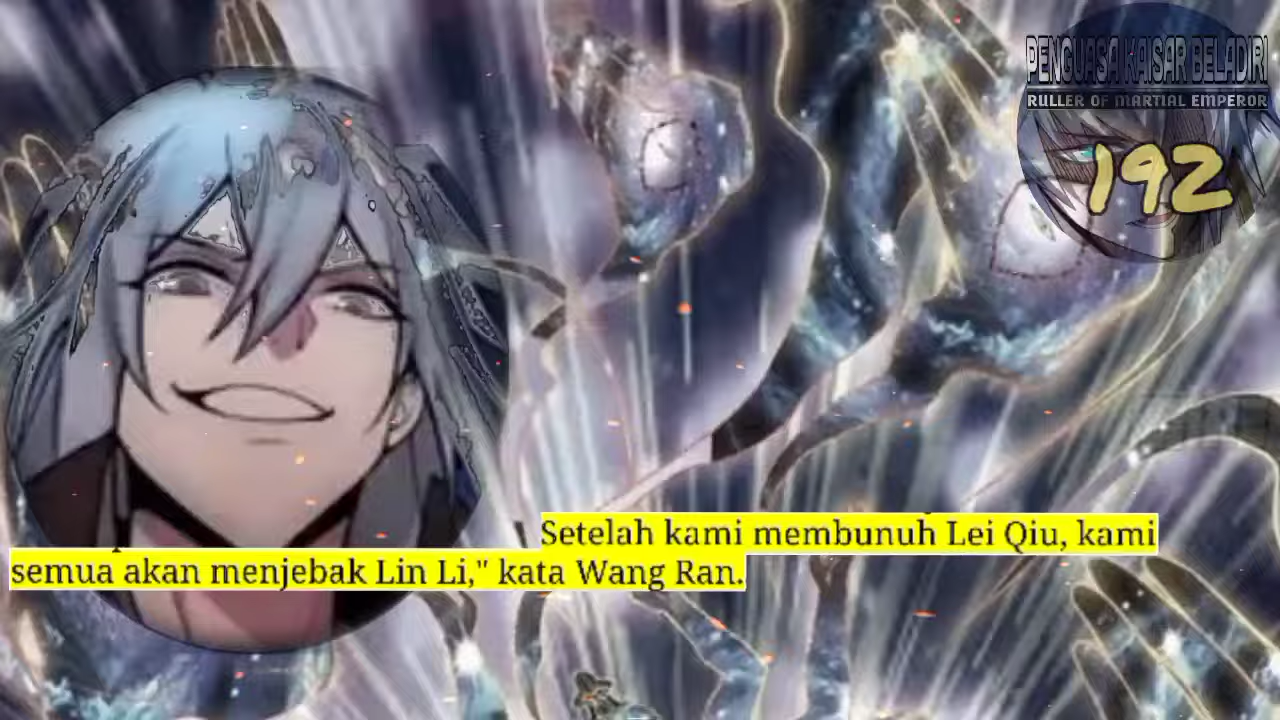 PENGUASA KAISAR BELADIRI
RULLER OF MARTIAL EMPEROR
192
Setelah kami membunuh Lei Qiu, kami
semua akan menjebak Lin Li," kata Wang Ran.